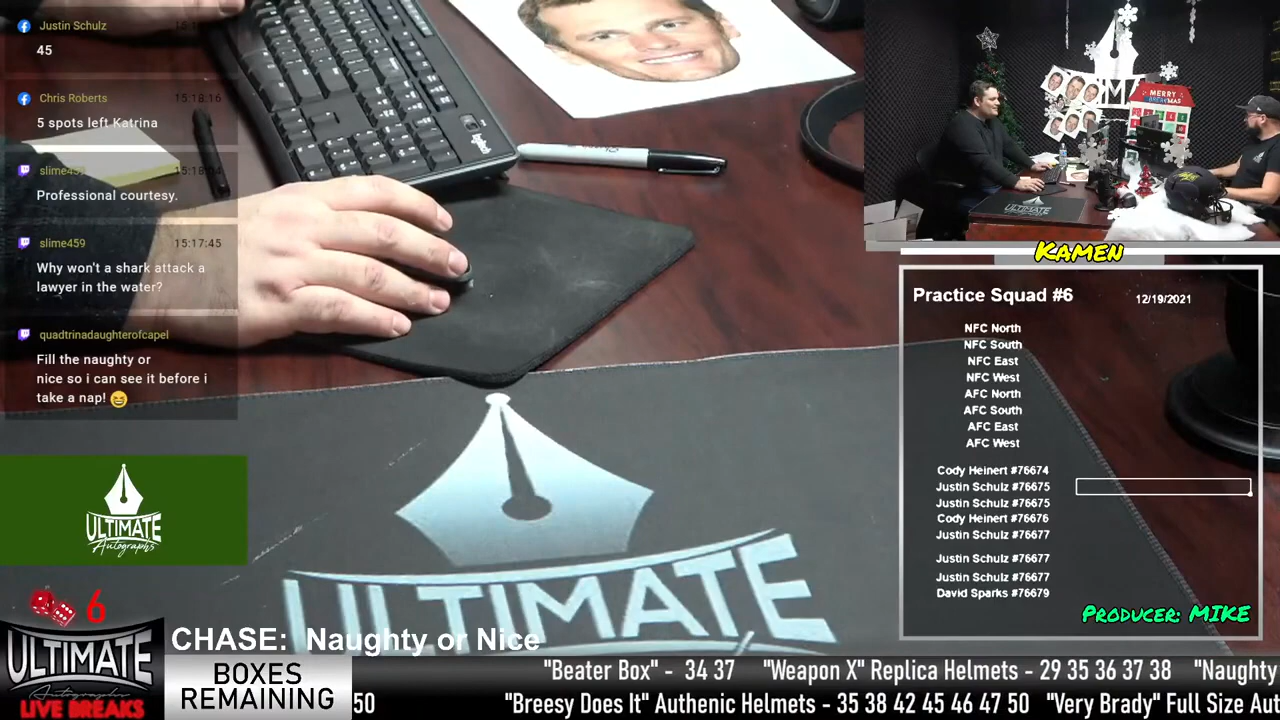 Justin Schulz
45
Chris Roberts 15:18:16
5 spots left Katrina
slime459
Professional courtesy.
slime459 15:17:45
Why won't a shark attack a
lawyer in the water?
quadtrinadaughterofcapel
Fill the naughty or
nice so i can see it before i
take a nap! 😆
ULTIMATE
Autographs
6
ULTIMATE
Autographs
LIVE BREAKS
CHASE: Naughty or Nice
BOXES
REMAINING
"Beater Box" - 34 37 "Weapon X" Replica Helmets - 29 35 36 37 38 "Naughty
50 "Breesy Does It" Authenic Helmets - 35 38 42 45 46 47 50 "Very Brady" Full Size Aut
logitech
ULTIMATE
MERRY
BREAKMAS
ULTIMATE
KAMEN
Practice Squad #6 12/19/2021
NFC North
NFC South
NFC East
NFC West
AFC North
AFC South
AFC East
AFC West
Cody Heinert #76674
Justin Schulz #76675
Justin Schulz #76675
Cody Heinert #76676
Justin Schulz #76677
Justin Schulz #76677
Justin Schulz #76677
David Sparks #76679
PRODUCER: MIKE